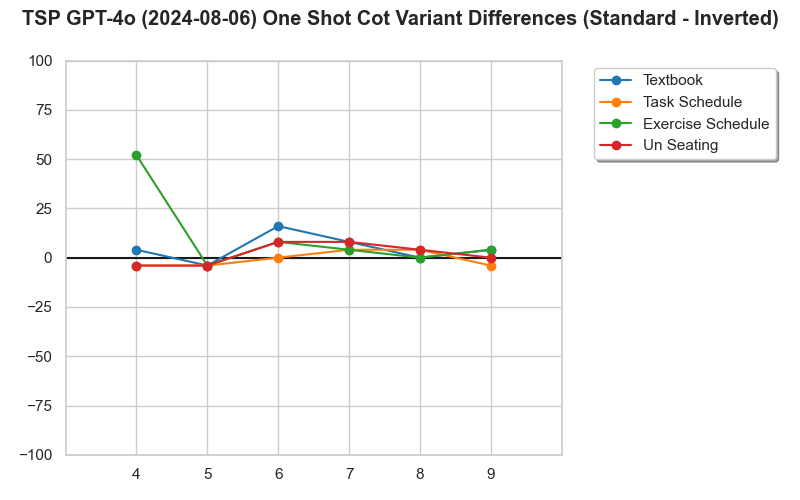 TSP GPT-4o (2024-08-06) One Shot Cot Variant Differences (Standard - Inverted)
100
75
50
25
0
−25
−50
−75
−100
4 5 6 7 8 9
Textbook
Task Schedule
Exercise Schedule
Un Seating